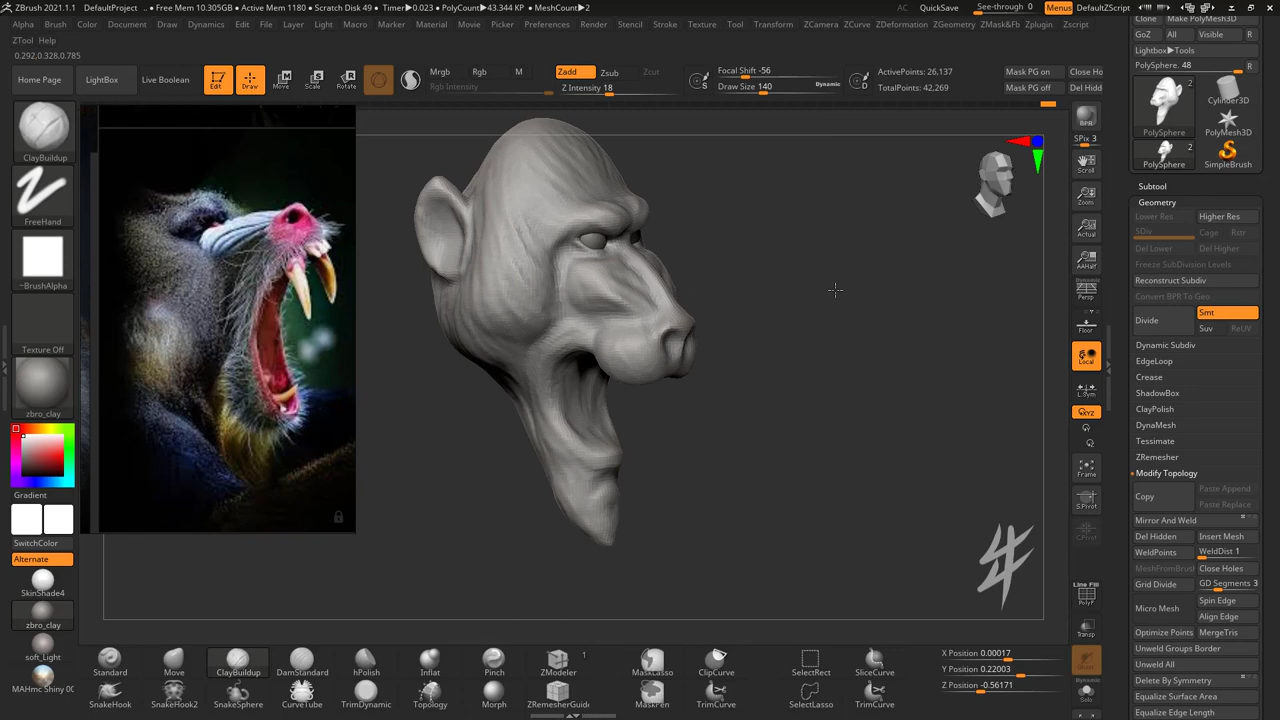 ZBrush 2021.1.1
DefaultProject
• Free Mem 10.305GB • Active Mem 1180 • Scratch Disk 49 • Timer▶0.023 • PolyCount▶43.344 KP • MeshCount▶2
AC
QuickSave
See-through 0
Menus
DefaultZScript
Alpha Brush Color Document Draw Dynamics Edit File Layer Light Macro Marker Material Movie Picker Preferences Render Stencil Stroke Texture Tool Transform ZCamera ZCurve ZDeformation ZGeometry ZMask&Fb Zplugin Zscript
ZTool Help
0.292,0.328,0.785
Home Page
LightBox
Live Boolean
Edit
Draw
Move
Scale
Rotate
Mrgb Rgb M
Rgb Intensity
Zadd Zsub Zcut
Z Intensity 18
S
Focal Shift -56
Draw Size 140
Dynamic
D
ActivePoints: 26,137
TotalPoints: 42,269
Mask PG on
Mask PG off
Close Ho
Del Hidd
ClayBuildup
FreeHand
~BrushAlpha
Texture Off
zbro_clay
Gradient
SwitchColor
Alternate
SkinShade4
zbro_clay
soft_Light
MAHmc Shiny 00
BPR
SPix 3
Scroll
Zoom
Actual
AAHalf
Persp
Floor
Local
L.Sym
XYZ
Frame
S.Pivot
C.Pivot
Line Fill
PolyF
Transp
Ghost
Dynamic
Solo
Clone Make PolyMesh3D
GoZ All Visible R
Lightbox▶Tools
PolySphere. 48 R
2
PolySphere
Cylinder3D
PolyMesh3D
2
PolySphere
SimpleBrush
Subtool
Geometry
Lower Res Higher Res
SDiv Cage Rstr
Del Lower Del Higher
Freeze SubDivision Levels
Reconstruct Subdiv
Convert BPR To Geo
Divide
Smt
Suv ReUV
Dynamic Subdiv
EdgeLoop
Crease
ShadowBox
ClayPolish
DynaMesh
Tessimate
ZRemesher
Modify Topology
Copy
Paste Append
Paste Replace
Mirror And Weld
Del Hidden Insert Mesh
WeldPoints WeldDist 1
MeshFromBrush Close Holes
Grid Divide GD Segments 3
Micro Mesh
Spin Edge
Align Edge
Optimize Points MergeTris
Unweld Groups Border
Unweld All
Delete By Symmetry
Equalize Surface Area
Equalize Edge Length
Standard Move ClayBuildup DamStandard hPolish Inflat Pinch ZModeler 1 MaskLasso ClipCurve SelectRect SliceCurve
SnakeHook SnakeHook2 SnakeSphere CurveTube TrimDynamic Topology Morph ZRemesherGuide MaskPen TrimCurve SelectLasso TrimCurve
X Position 0.00017
Y Position 0.22003
Z Position -0.56171